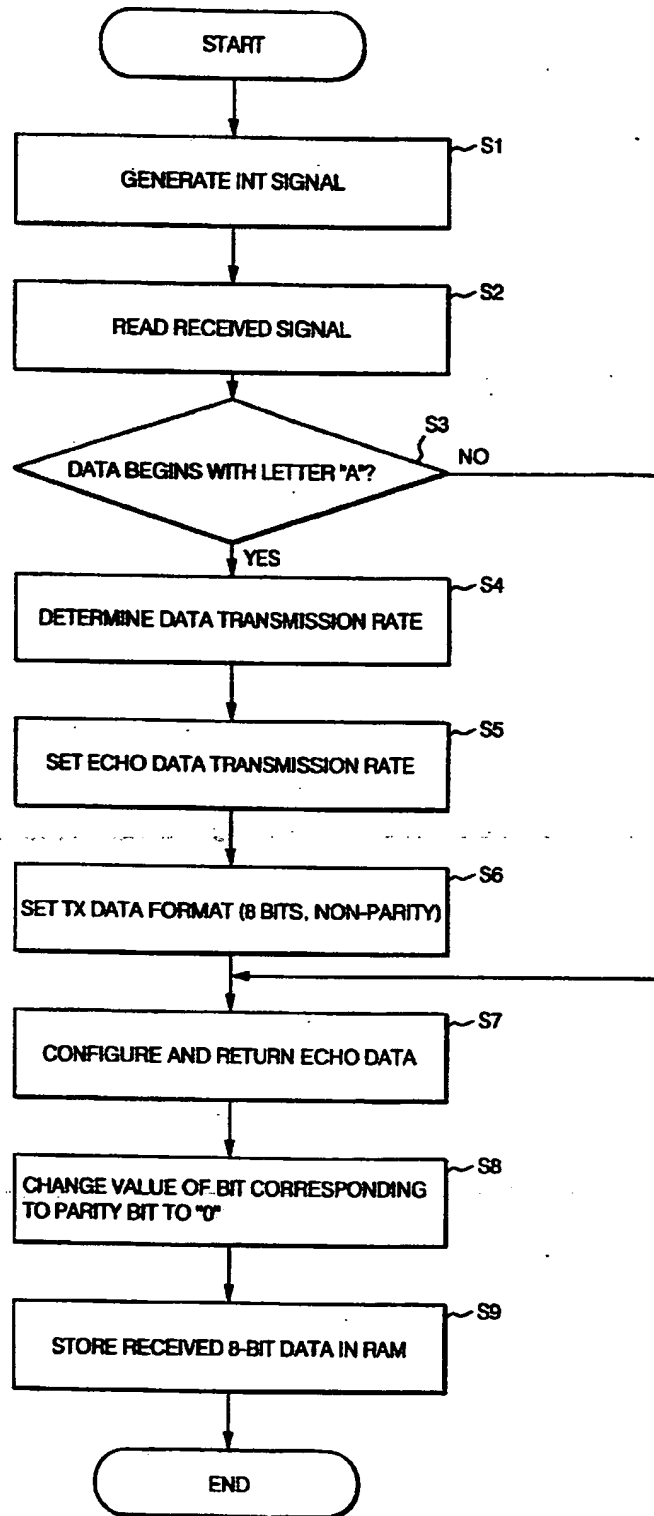 START
S1
GENERATE INT SIGNAL
S2
READ RECEIVED SIGNAL
S3
DATA BEGINS WITH LETTER "A"?
NO
YES
S4
DETERMINE DATA TRANSMISSION RATE
S5
SET ECHO DATA TRANSMISSION RATE
S6
SET TX DATA FORMAT (8 BITS, NON-PARITY)
S7
CONFIGURE AND RETURN ECHO DATA
S8
CHANGE VALUE OF BIT CORRESPONDING
TO PARITY BIT TO "0"
S9
STORE RECEIVED 8-BIT DATA IN RAM
END